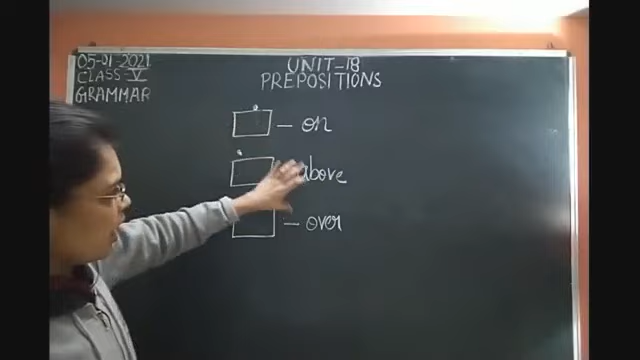 05-01-2021
CLASS-V
GRAMMAR
UNIT-18
PREPOSITIONS
- on
above
- over